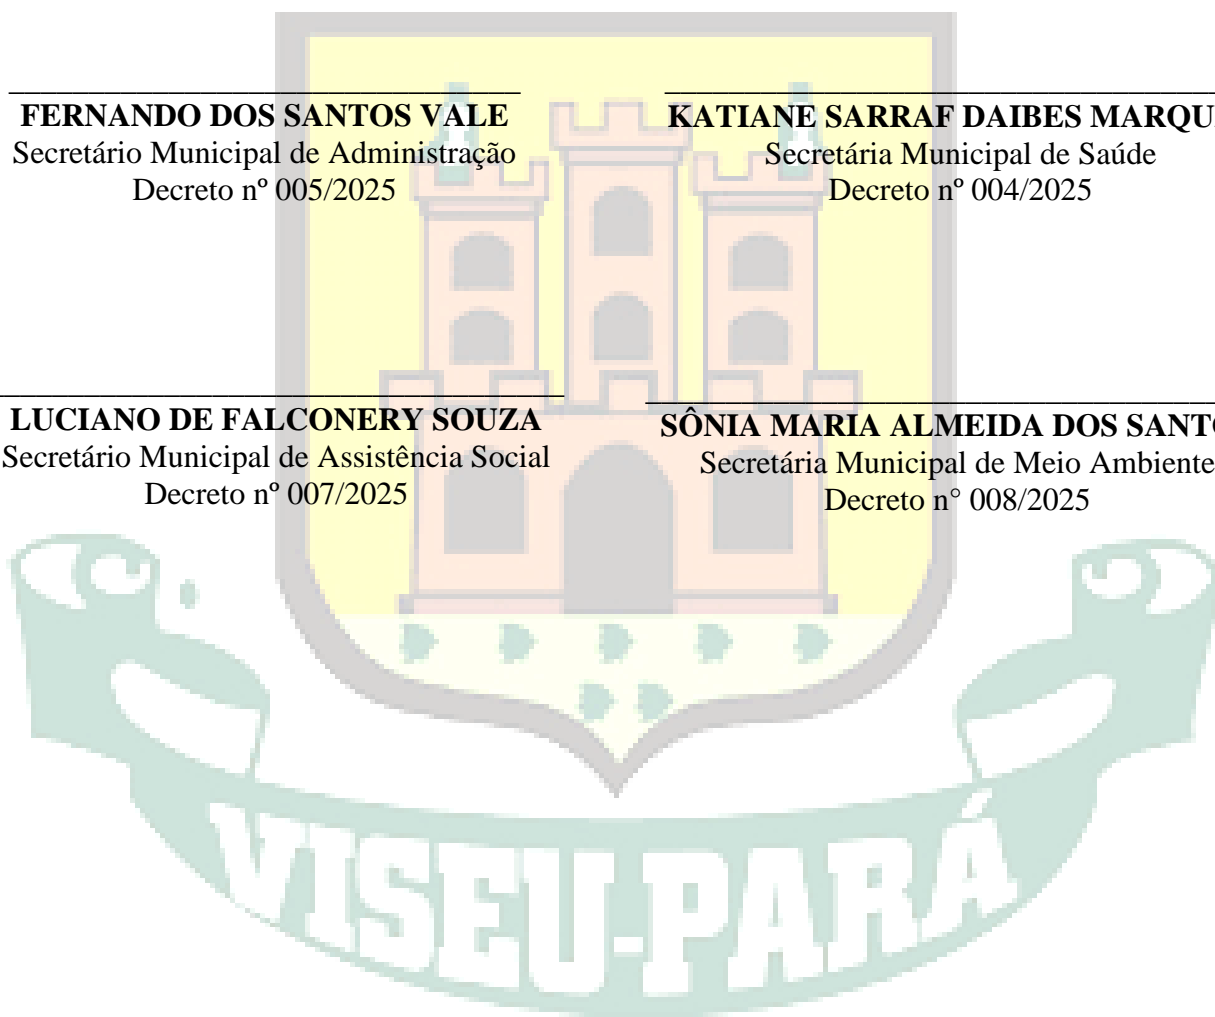 FERNANDO DOS SANTOS VALE
Secretário Municipal de Administração
Decreto nº 005/2025
KATIANE SARRAF DAIBES MARQU
Secretária Municipal de Saúde
Decreto nº 004/2025
LUCIANO DE FALCONERY SOUZA
Secretário Municipal de Assistência Social
Decreto nº 007/2025
SÔNIA MARIA ALMEIDA DOS SANT
Secretária Municipal de Meio Ambiente
Decreto n° 008/2025
VISEU-PARÁ